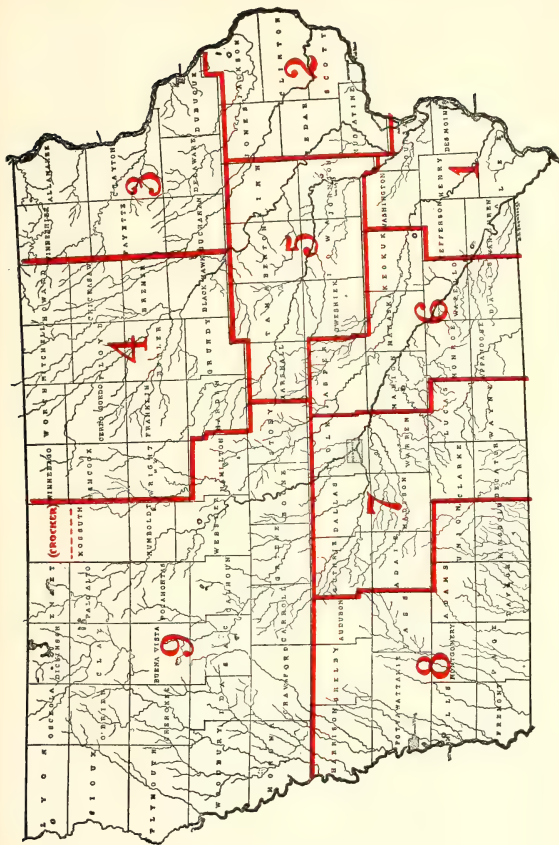 LYON
OSCEOLA
DICKINSON
EMMET
(CROCKER)
KOSSUTH
WINNEBAGO
WORTH
MITCHELL
HOWARD
WINNESHIEK
ALLAMAKEE
SIOUX
O'BRIEN
CLAY
PALO ALTO
HANCOCK
CERRO GORDO
FLOYD
CHICKASAW
FAYETTE
CLAYTON
3
4
PLYMOUTH
CHEROKEE
BUENA VISTA
POCAHONTAS
HUMBOLDT
WRIGHT
FRANKLIN
BUTLER
BREMER
9
WOODBURY
IDA
SAC
CALHOUN
WEBSTER
HAMILTON
HARDIN
GRUNDY
BLACK HAWK
BUCHANAN
DELAWARE
DUBUQUE
MONONA
CRAWFORD
CARROLL
GREENE
BOONE
STORY
MARSHALL
TAMA
BENTON
LINN
JONES
JACKSON
CLINTON
2
5
HARRISON
SHELBY
AUDUBON
GUTHRIE
DALLAS
POLK
JASPER
POWESHIEK
IOWA
JOHNSON
CEDAR
SCOTT
MUSCATINE
POTTAWATTAMIE
CASS
ADAIR
MADISON
WARREN
MARION
MAHASKA
KEOKUK
WASHINGTON
7
8
MILLS
MONTGOMERY
ADAMS
UNION
CLARKE
LUCAS
MONROE
WAPELLO
JEFFERSON
HENRY
DES MOINES
6
1
FREMONT
PAGE
TAYLOR
RINGGOLD
DECATUR
WAYNE
APPANOOSE
DAVIS
VAN BUREN
LEE